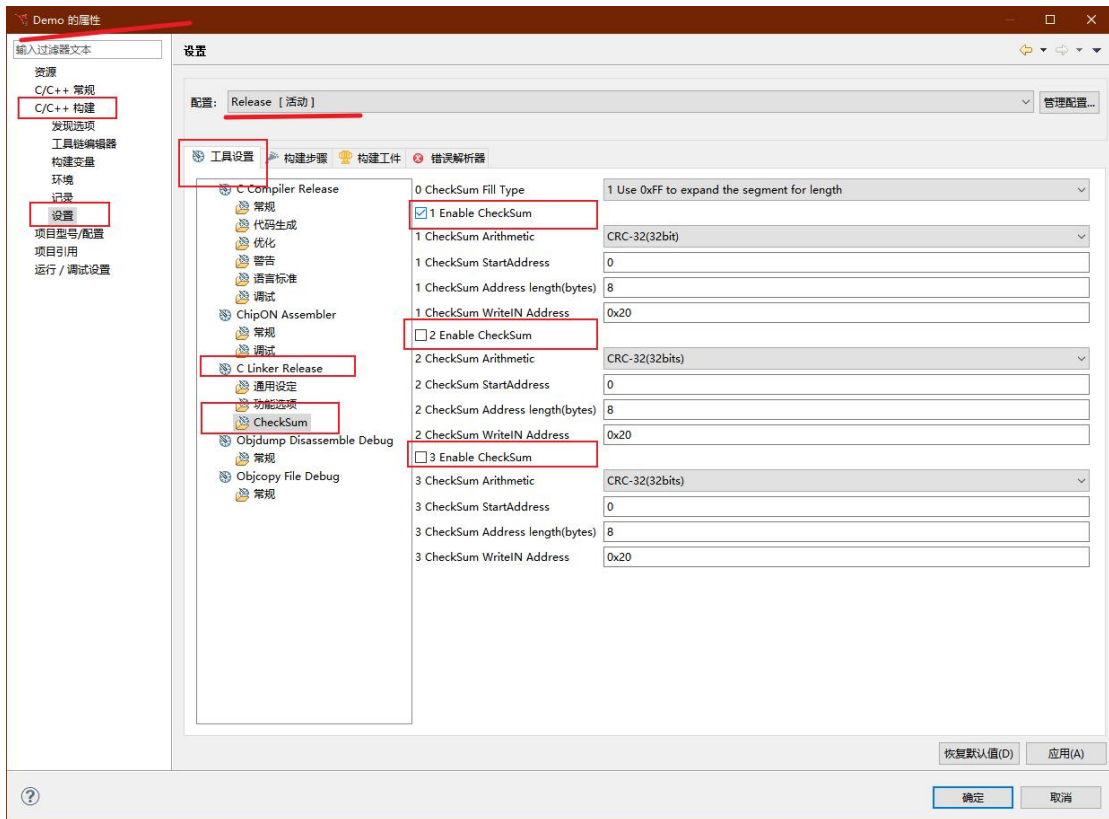 Demo 的属性
输入过滤器文本
资源
C/C++ 常规
C/C++ 构建
发现选项
工具链编辑器
构建变量
环境
记录
设置
项目型号/配置
项目引用
运行 / 调试设置
设置
配置: Release [ 活动 ] 管理配置...
工具设置 构建步骤 构建工件 错误解析器
C Compiler Release
常规
代码生成
优化
警告
语言标准
调试
ChipON Assembler
常规
调试
C Linker Release
通用设定
功能选项
CheckSum
Objdump Disassemble Debug
常规
Objcopy File Debug
常规
0 CheckSum Fill Type 1 Use 0xFF to expand the segment for length
1 Enable CheckSum
1 CheckSum Arithmetic CRC-32(32bit)
1 CheckSum StartAddress 0
1 CheckSum Address length(bytes) 8
1 CheckSum WriteIN Address 0x20
2 Enable CheckSum
2 CheckSum Arithmetic CRC-32(32bits)
2 CheckSum StartAddress 0
2 CheckSum Address length(bytes) 8
2 CheckSum WriteIN Address 0x20
3 Enable CheckSum
3 CheckSum Arithmetic CRC-32(32bits)
3 CheckSum StartAddress 0
3 CheckSum Address length(bytes) 8
3 CheckSum WriteIN Address 0x20
恢复默认值(D) 应用(A)
确定 取消